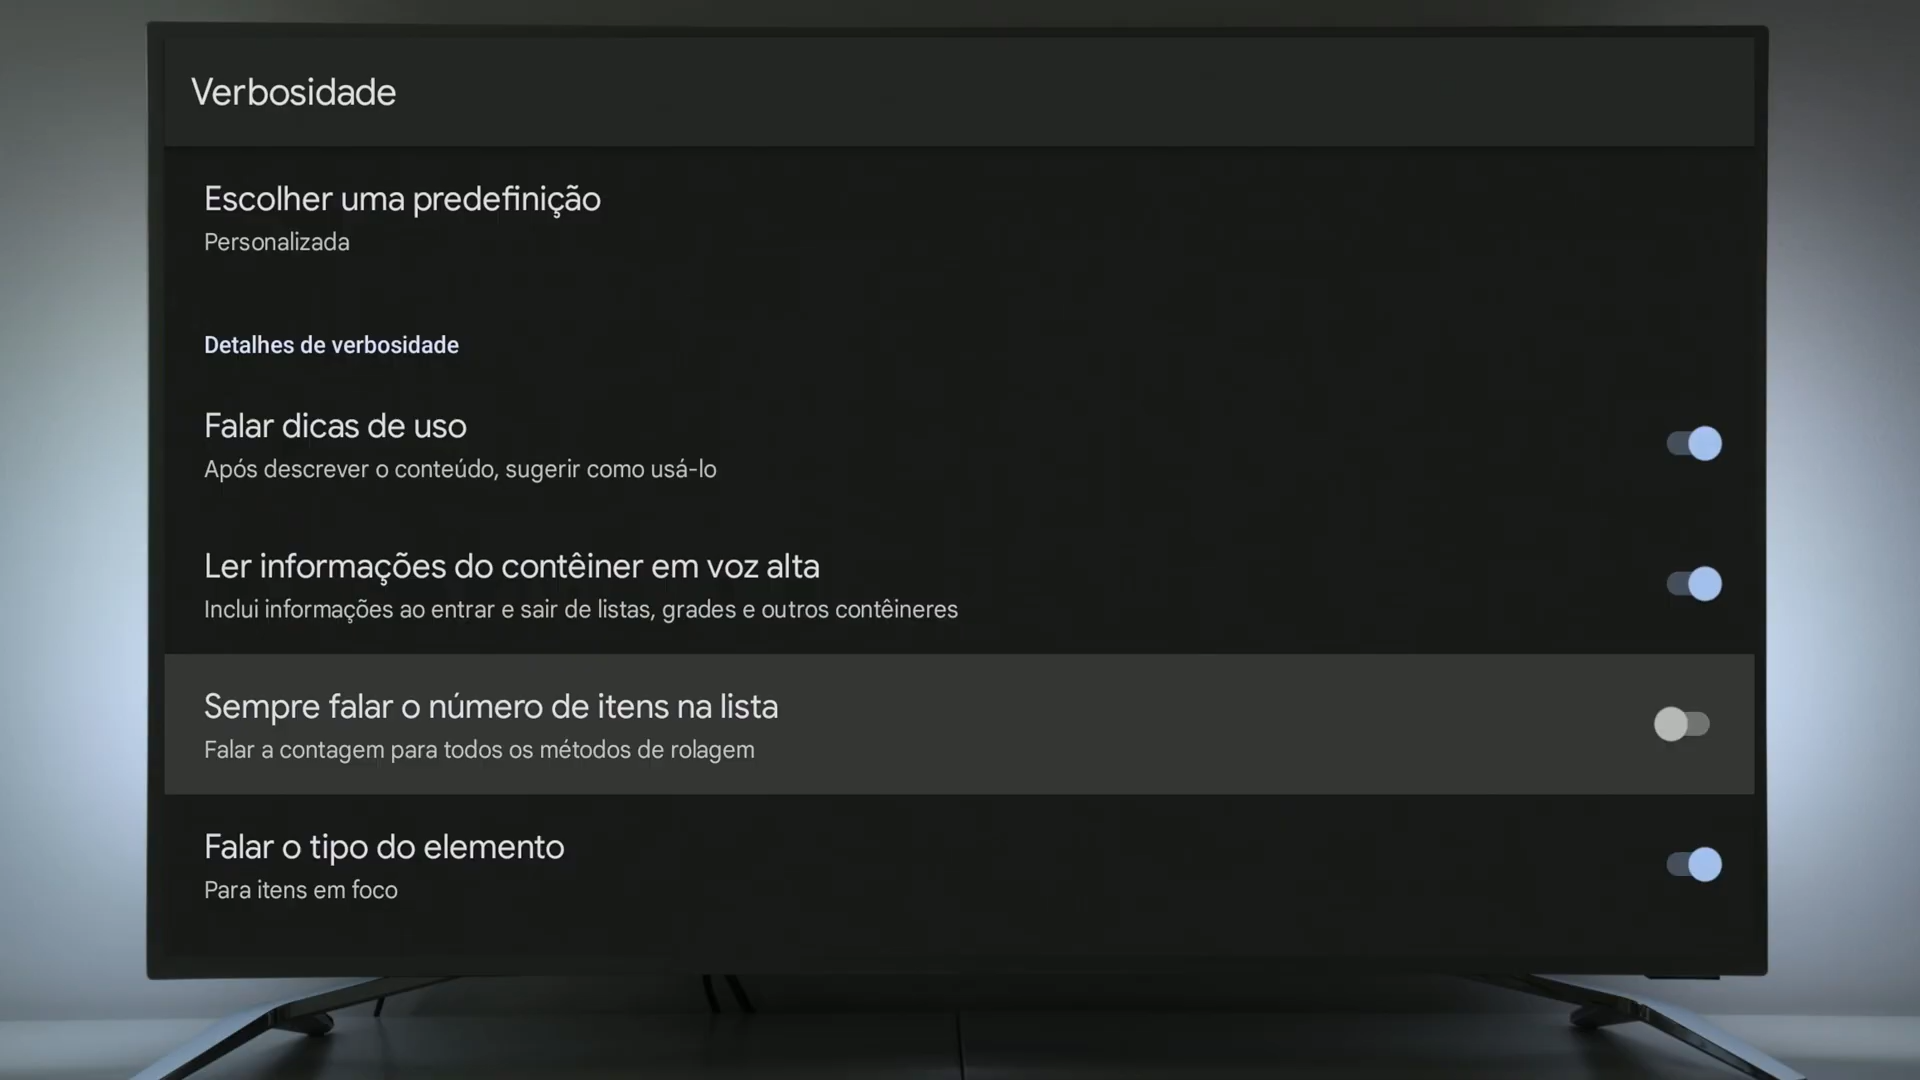 Verbosidade
Escolher uma predefinição
Personalizada
Detalhes de verbosidade
Falar dicas de uso
Após descrever o conteúdo, sugerir como usá-lo
Ler informações do contêiner em voz alta
Inclui informações ao entrar e sair de listas, grades e outros contêineres
Sempre falar o número de itens na lista
Falar a contagem para todos os métodos de rolagem
Falar o tipo do elemento
Para itens em foco